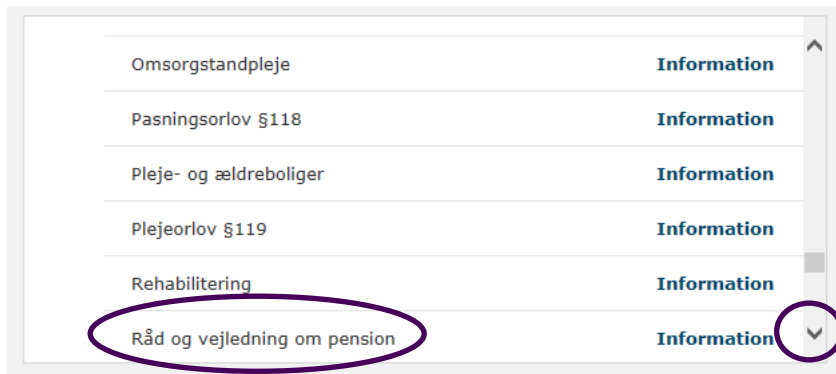 Omsorgstandpleje Information
Pasningsorlov §118 Information
Pleje- og ældreboliger Information
Plejeorlov §119 Information
Rehabilitering Information
Råd og vejledning om pension Information